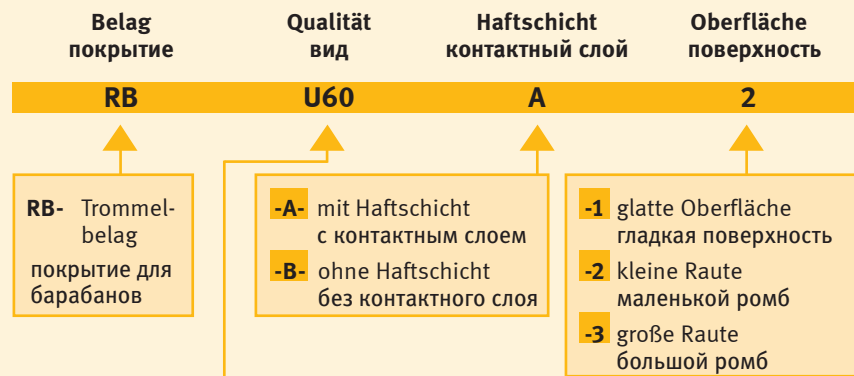 Belag
покрытие
Qualität
вид
Haftschicht
контактный слой
Oberfläche
поверхность
RB U60 A 2
RB- Trommel-
belag
покрытие для
барабанов
-A- mit Haftschicht
с контактным слоем
-B- ohne Haftschicht
без контактного слоя
-1 glatte Oberfläche
гладкая поверхность
-2 kleine Raute
маленькой ромб
-3 große Raute
большой ромб